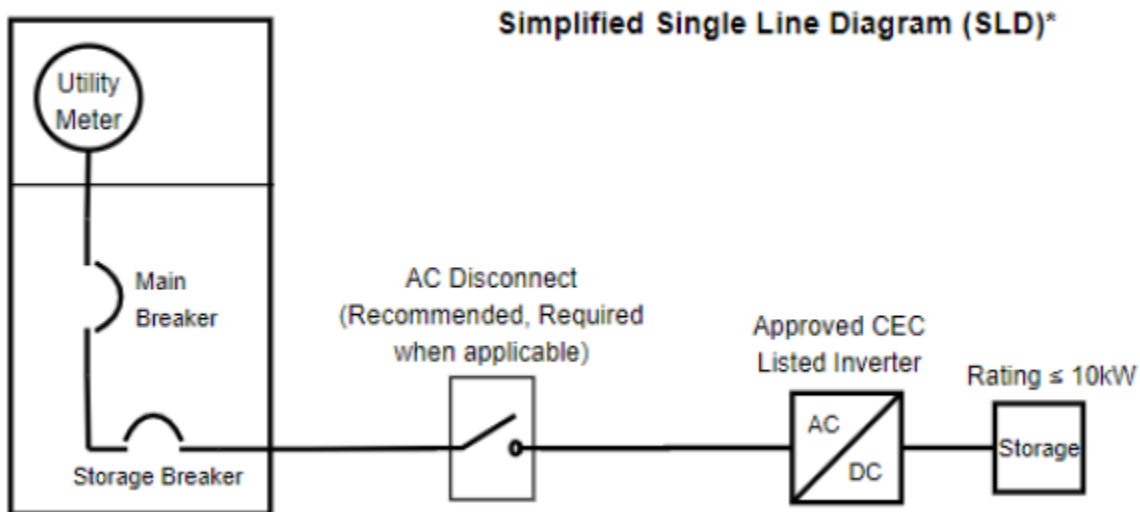 Simplified Single Line Diagram (SLD)*
Utility
Meter
Main
Breaker
Storage Breaker
AC Disconnect
(Recommended, Required
when applicable)
Approved CEC
Listed Inverter
AC
DC
Rating ≤ 10kW
Storage